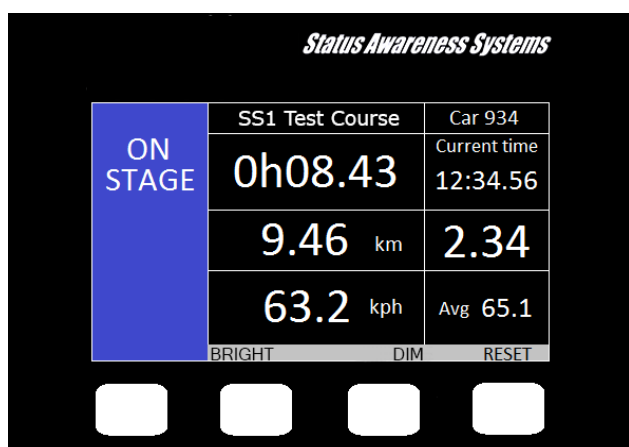 Status Awareness Systems
ON
STAGE
SS1 Test Course
Car 934
0h08.43
Current time
12:34.56
9.46 km
2.34
63.2 kph
Avg 65.1
BRIGHT DIM RESET